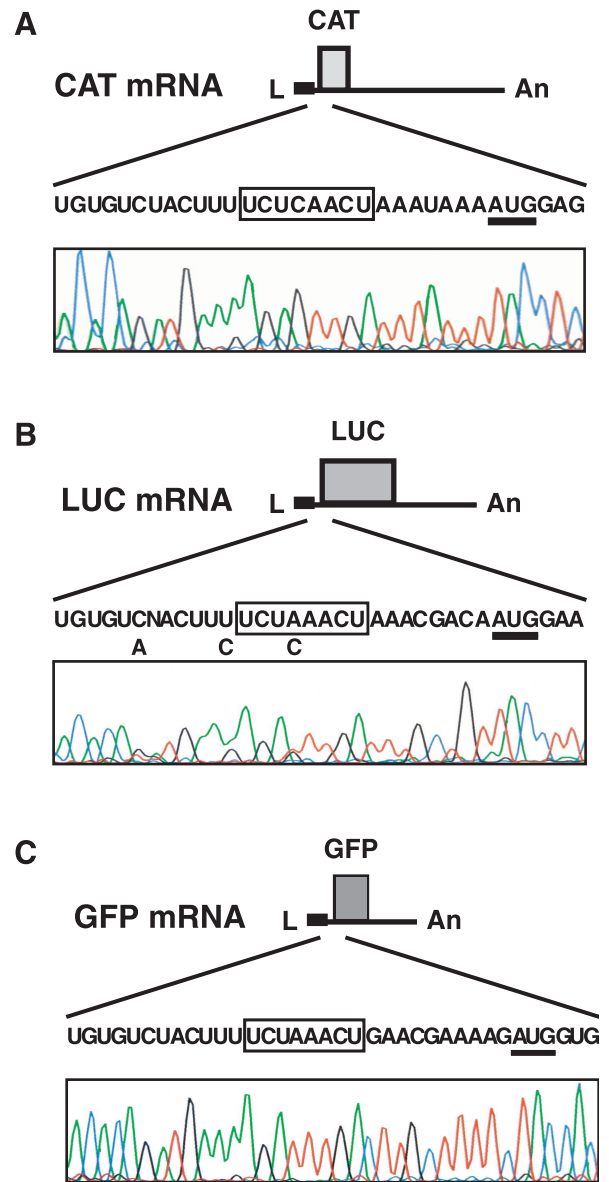 A
CAT
CAT mRNA L An
UGUGUCUACUUUUCUCAACUAAAUAAAAUGGAG
B
LUC
LUC mRNA L An
UGUGUCNACUUUUCUAAACUAAACGACAAUGGAA
A C C
C
GFP
GFP mRNA L An
UGUGUCUACUUUUCUAAACUGAACGAAAAGAUGGUG